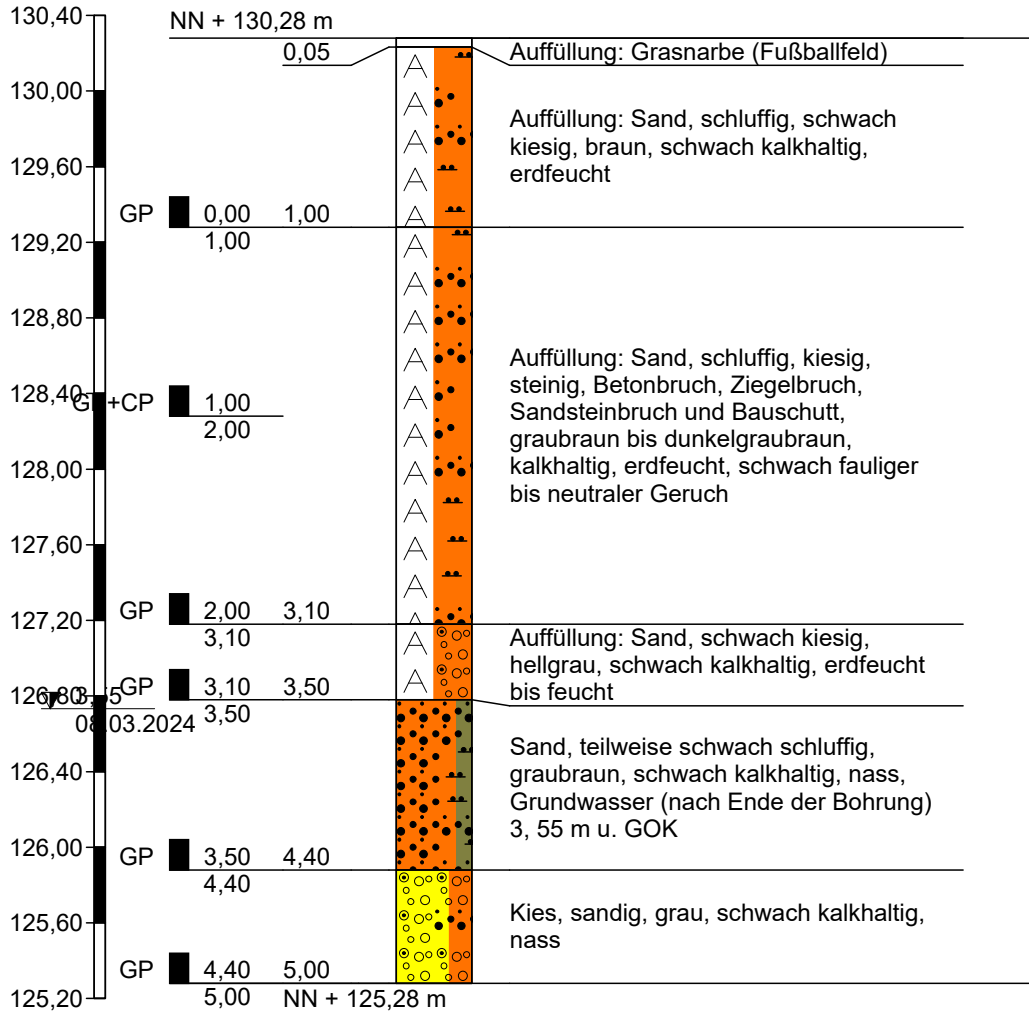 130,40
NN + 130,28 m
0,05
Auffüllung: Grasnarbe (Fußballfeld)
130,00
Auffüllung: Sand, schluffig, schwach
kiesig, braun, schwach kalkhaltig,
erdfeucht
129,60
GP 0,00 1,00
1,00
129,20
128,80
Auffüllung: Sand, schluffig, kiesig,
steinig, Betonbruch, Ziegelbruch,
Sandsteinbruch und Bauschutt,
graubraun bis dunkelgraubraun,
kalkhaltig, erdfeucht, schwach fauliger
bis neutraler Geruch
128,40
GP+CP 1,00
2,00
128,00
127,60
GP 2,00 3,10
127,20
3,10
Auffüllung: Sand, schwach kiesig,
hellgrau, schwach kalkhaltig, erdfeucht
bis feucht
GP 3,10 3,50
126,80
3,55
3,50
08.03.2024
Sand, teilweise schwach schluffig,
graubraun, schwach kalkhaltig, nass,
Grundwasser (nach Ende der Bohrung)
3, 55 m u. GOK
126,40
126,00
GP 3,50 4,40
4,40
125,60
Kies, sandig, grau, schwach kalkhaltig,
nass
GP 4,40 5,00
125,20
5,00
NN + 125,28 m